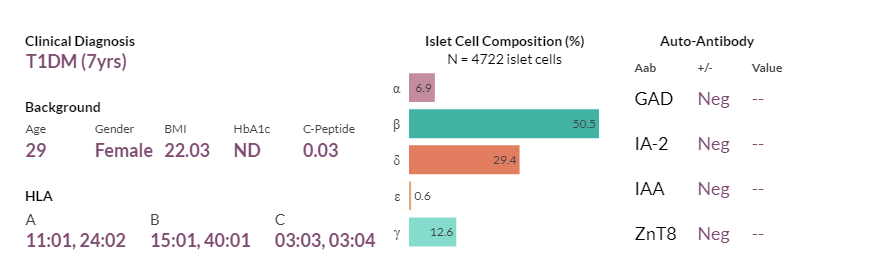 Clinical Diagnosis
T1DM (7yrs)
Background
Age Gender BMI HbA1c C-Peptide
29 Female 22.03 ND 0.03
HLA
A B C
11:01, 24:02 15:01, 40:01 03:03, 03:04
Islet Cell Composition (%)
N = 4722 islet cells
α 6.9
β 50.5
δ 29.4
ε 0.6
γ 12.6
Auto-Antibody
Aab +/- Value
GAD Neg --
IA-2 Neg --
IAA Neg --
ZnT8 Neg --